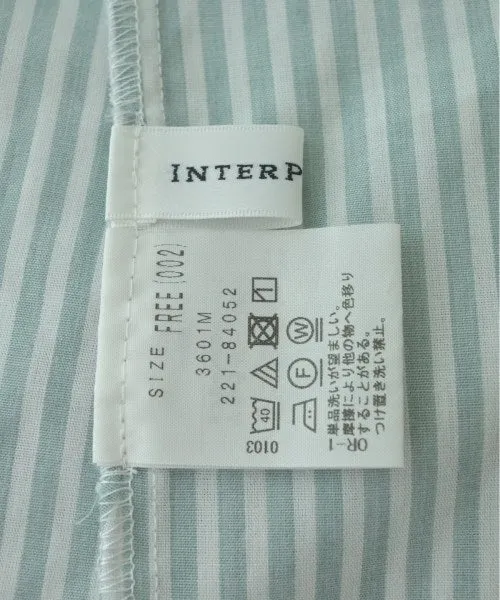 INTERP
SIZE FREE(002)
3601M
221-84052
40
W
F
0103
OR-1
単品洗いが望ましい。
摩擦により他の物へ色移り
することがある。
つけ置き洗い禁止。